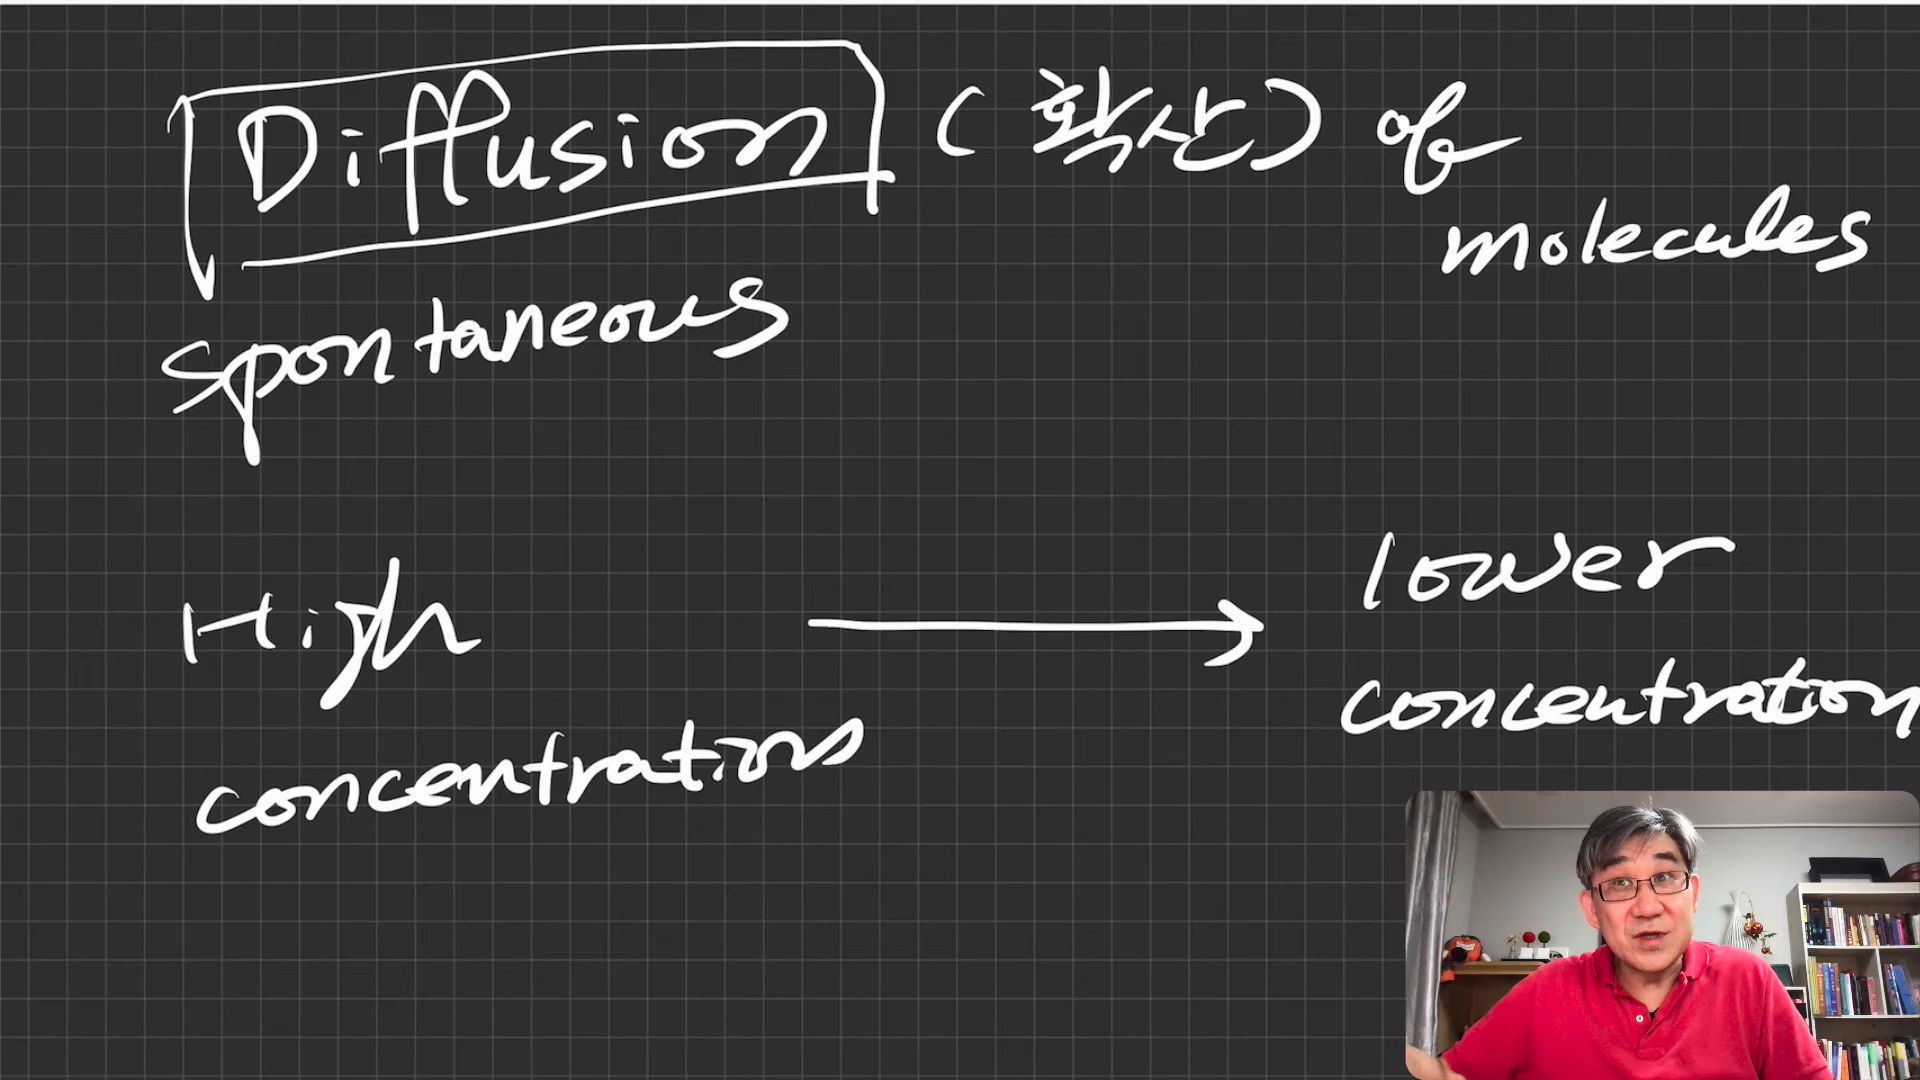 Diffusion (확산) of
molecules
spontaneous
High
concentrations
lower
concentration